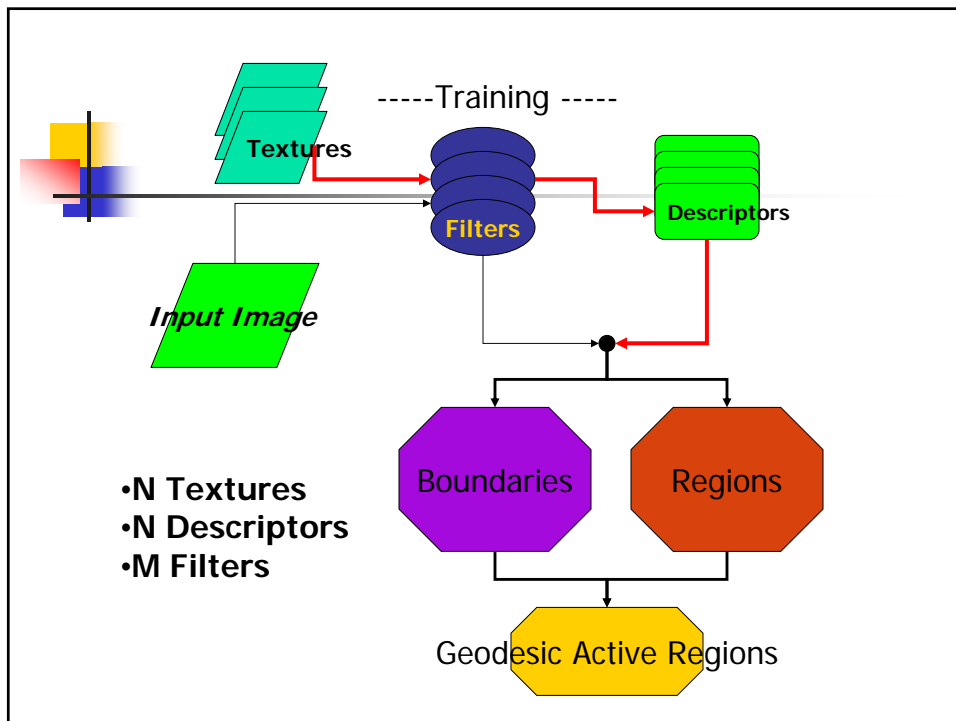 -----Training -----
Textures
Filters
Descriptors
Input Image
Boundaries
Regions
•N Textures
•N Descriptors
•M Filters
Geodesic Active Regions